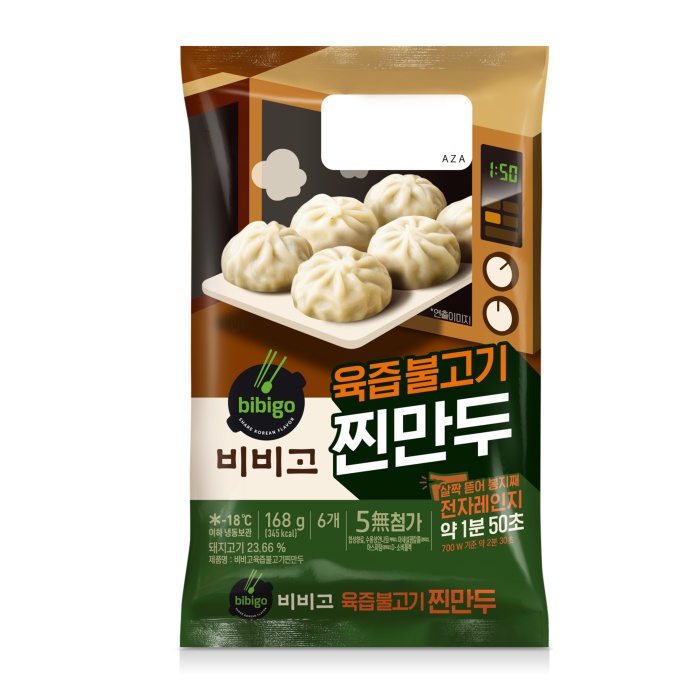 AZA
1:50
*연출이미지
육즙 불고기
찐만두
bibigo
SHARE KOREAN FLAVOR
비비고
살짝 뜯어 봉지째
전자레인지
약 1분 50초
700 W 기준 약 2분 30초
-18℃
이하 냉동보관
168 g
[345 kcal]
6개
5無첨가
돼지고기 23.66 %
제품명 : 비비고육즙불고기찐만두
bibigo
비비고 육즙불고기 찐만두